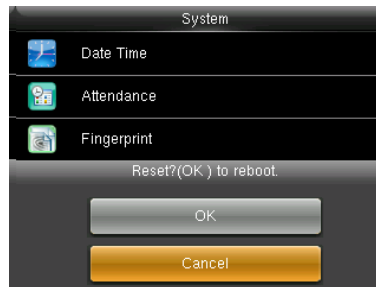 System
Date Time
Attendance
Fingerprint
Reset?(OK ) to reboot.
OK
Cancel